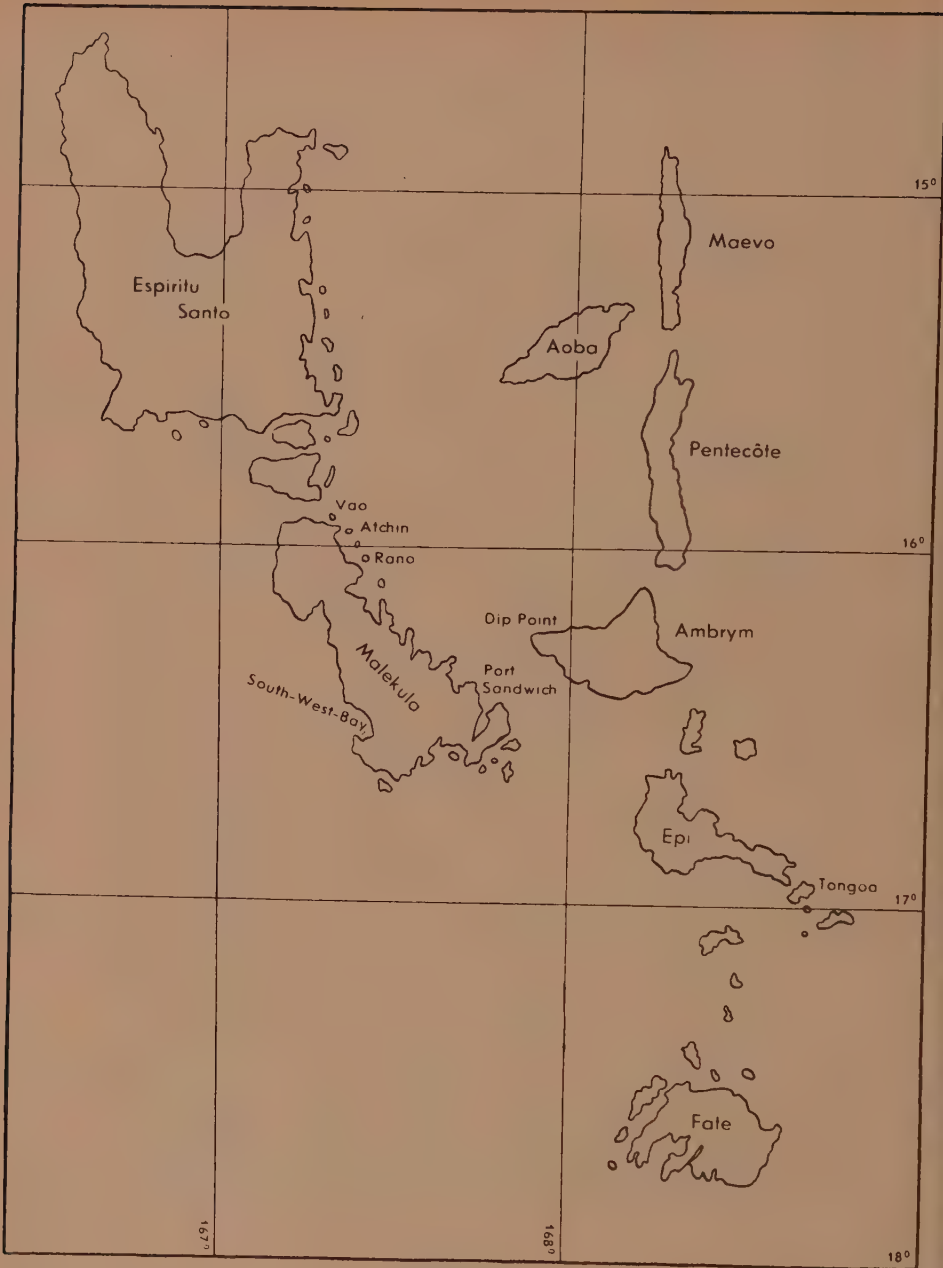 15°
Maevo
Espiritu
Santo
Aoba
Pentecôte
Vao
Atchin
16°
Rano
Dip Point
Ambrym
Malekula
Port
Sandwich
South-West-Bay
Epi
Tongoa
17°
Fate
167°
168°
18°